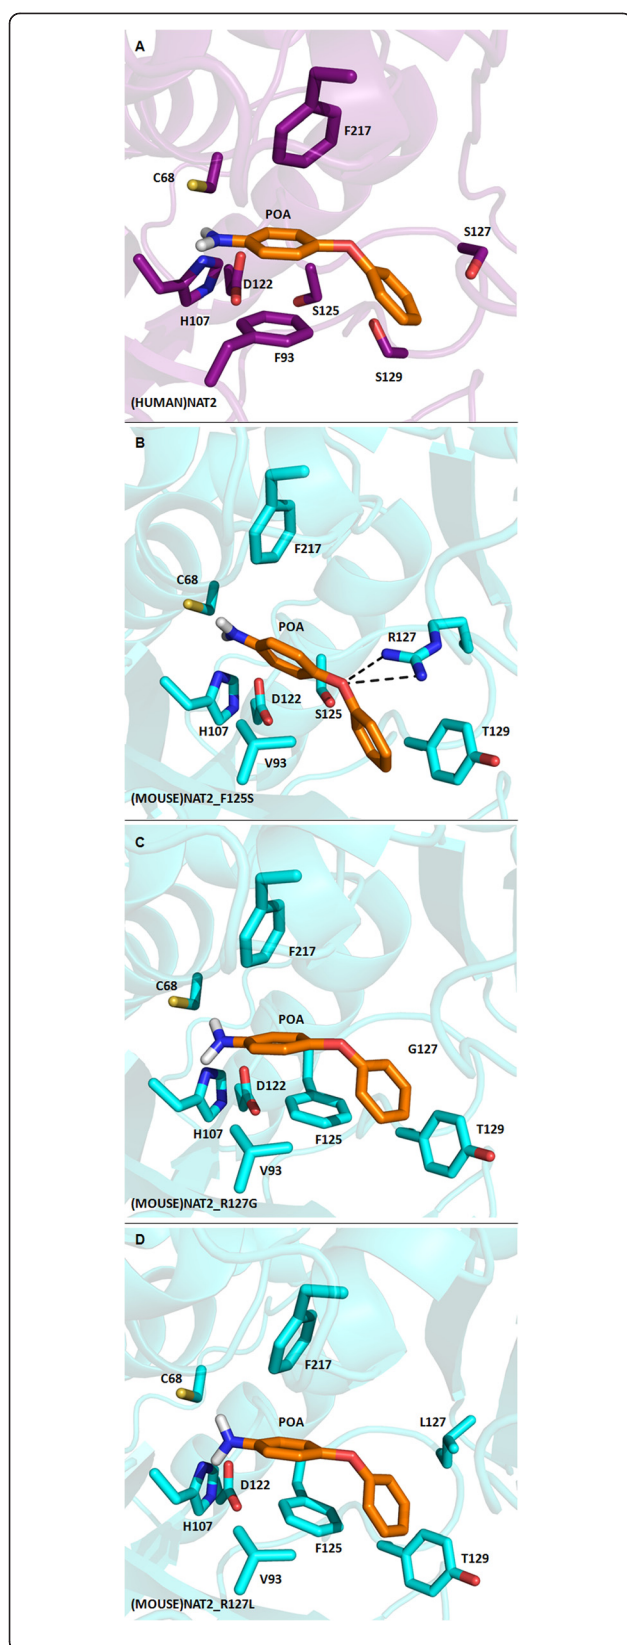 A
F217
C68
POA
S127
D122
S125
H107
F93
S129
(HUMAN)NAT2
B
F217
C68
POA
R127
D122
S125
H107
T129
V93
(MOUSE)NAT2_F125S
C
F217
C68
POA
G127
D122
H107
F125
T129
V93
(MOUSE)NAT2_R127G
D
F217
C68
POA
L127
D122
H107
F125
T129
V93
(MOUSE)NAT2_R127L